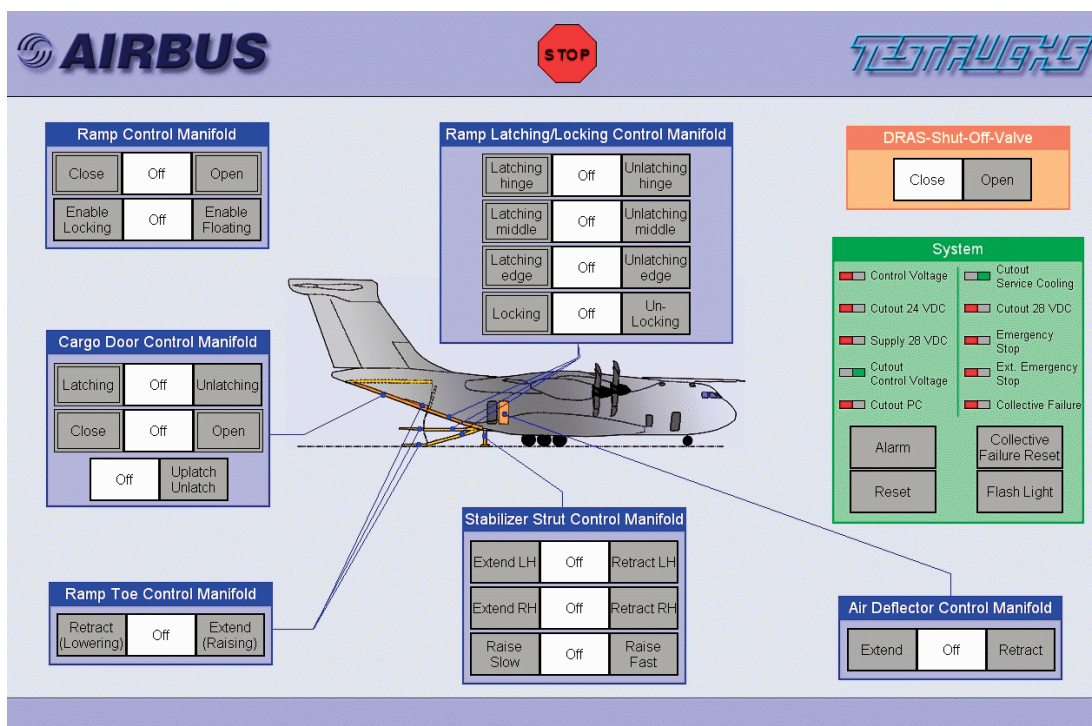 AIRBUS
STOP
TESTFUCHS
Ramp Control Manifold
Close Off Open
Enable
Locking
Off
Enable
Floating
Ramp Latching/Locking Control Manifold
Latching
hinge
Off
Unlatching
hinge
Latching
middle
Off
Unlatching
middle
Latching
edge
Off
Unlatching
edge
Locking
Off
Un-
Locking
DRAS-Shut-Off-Valve
Close Open
System
Control Voltage
Cutout
Service Cooling
Cutout 24 VDC
Cutout 28 VDC
Supply 28 VDC
Emergency
Stop
Cutout
Control Voltage
Ext. Emergency
Stop
Cutout PC
Collective Failure
Alarm
Collective
Failure Reset
Reset
Flash Light
Cargo Door Control Manifold
Latching Off Unlatching
Close Off Open
Off
Uplatch
Unlatch
Ramp Toe Control Manifold
Retract
(Lowering)
Off
Extend
(Raising)
Stabilizer Strut Control Manifold
Extend LH Off Retract LH
Extend RH Off Retract RH
Raise
Slow
Off
Raise
Fast
Air Deflector Control Manifold
Extend Off Retract